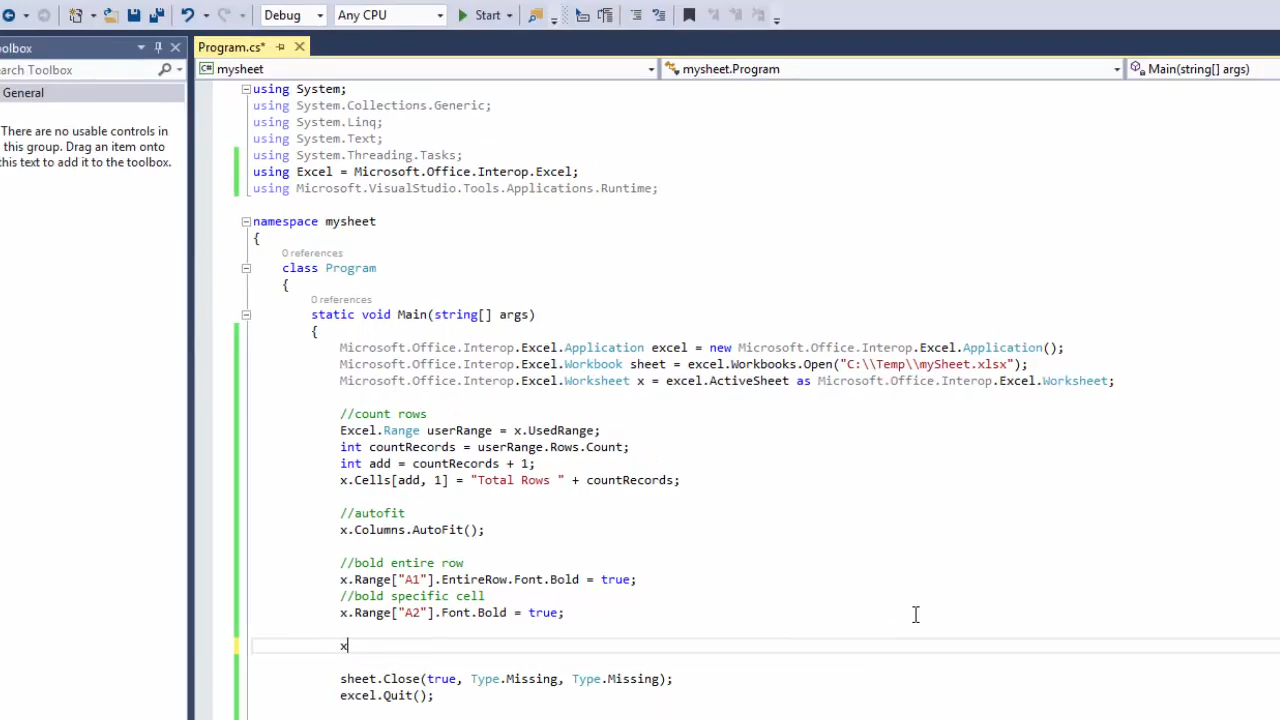 Debug Any CPU Start
oolbox
Program.cs*
earch Toolbox
mysheet mysheet.Program Main(string[] args)
General
There are no usable controls in
this group. Drag an item onto
this text to add it to the toolbox.
using System;
using System.Collections.Generic;
using System.Linq;
using System.Text;
using System.Threading.Tasks;
using Excel = Microsoft.Office.Interop.Excel;
using Microsoft.VisualStudio.Tools.Applications.Runtime;
namespace mysheet
{
0 references
class Program
{
0 references
static void Main(string[] args)
{
Microsoft.Office.Interop.Excel.Application excel = new Microsoft.Office.Interop.Excel.Application();
Microsoft.Office.Interop.Excel.Workbook sheet = excel.Workbooks.Open("C:\\Temp\\mySheet.xlsx");
Microsoft.Office.Interop.Excel.Worksheet x = excel.ActiveSheet as Microsoft.Office.Interop.Excel.Worksheet;
//count rows
Excel.Range userRange = x.UsedRange;
int countRecords = userRange.Rows.Count;
int add = countRecords + 1;
x.Cells[add, 1] = "Total Rows " + countRecords;
//autofit
x.Columns.AutoFit();
//bold entire row
x.Range["A1"].EntireRow.Font.Bold = true;
//bold specific cell
x.Range["A2"].Font.Bold = true;
x
sheet.Close(true, Type.Missing, Type.Missing);
excel.Quit();